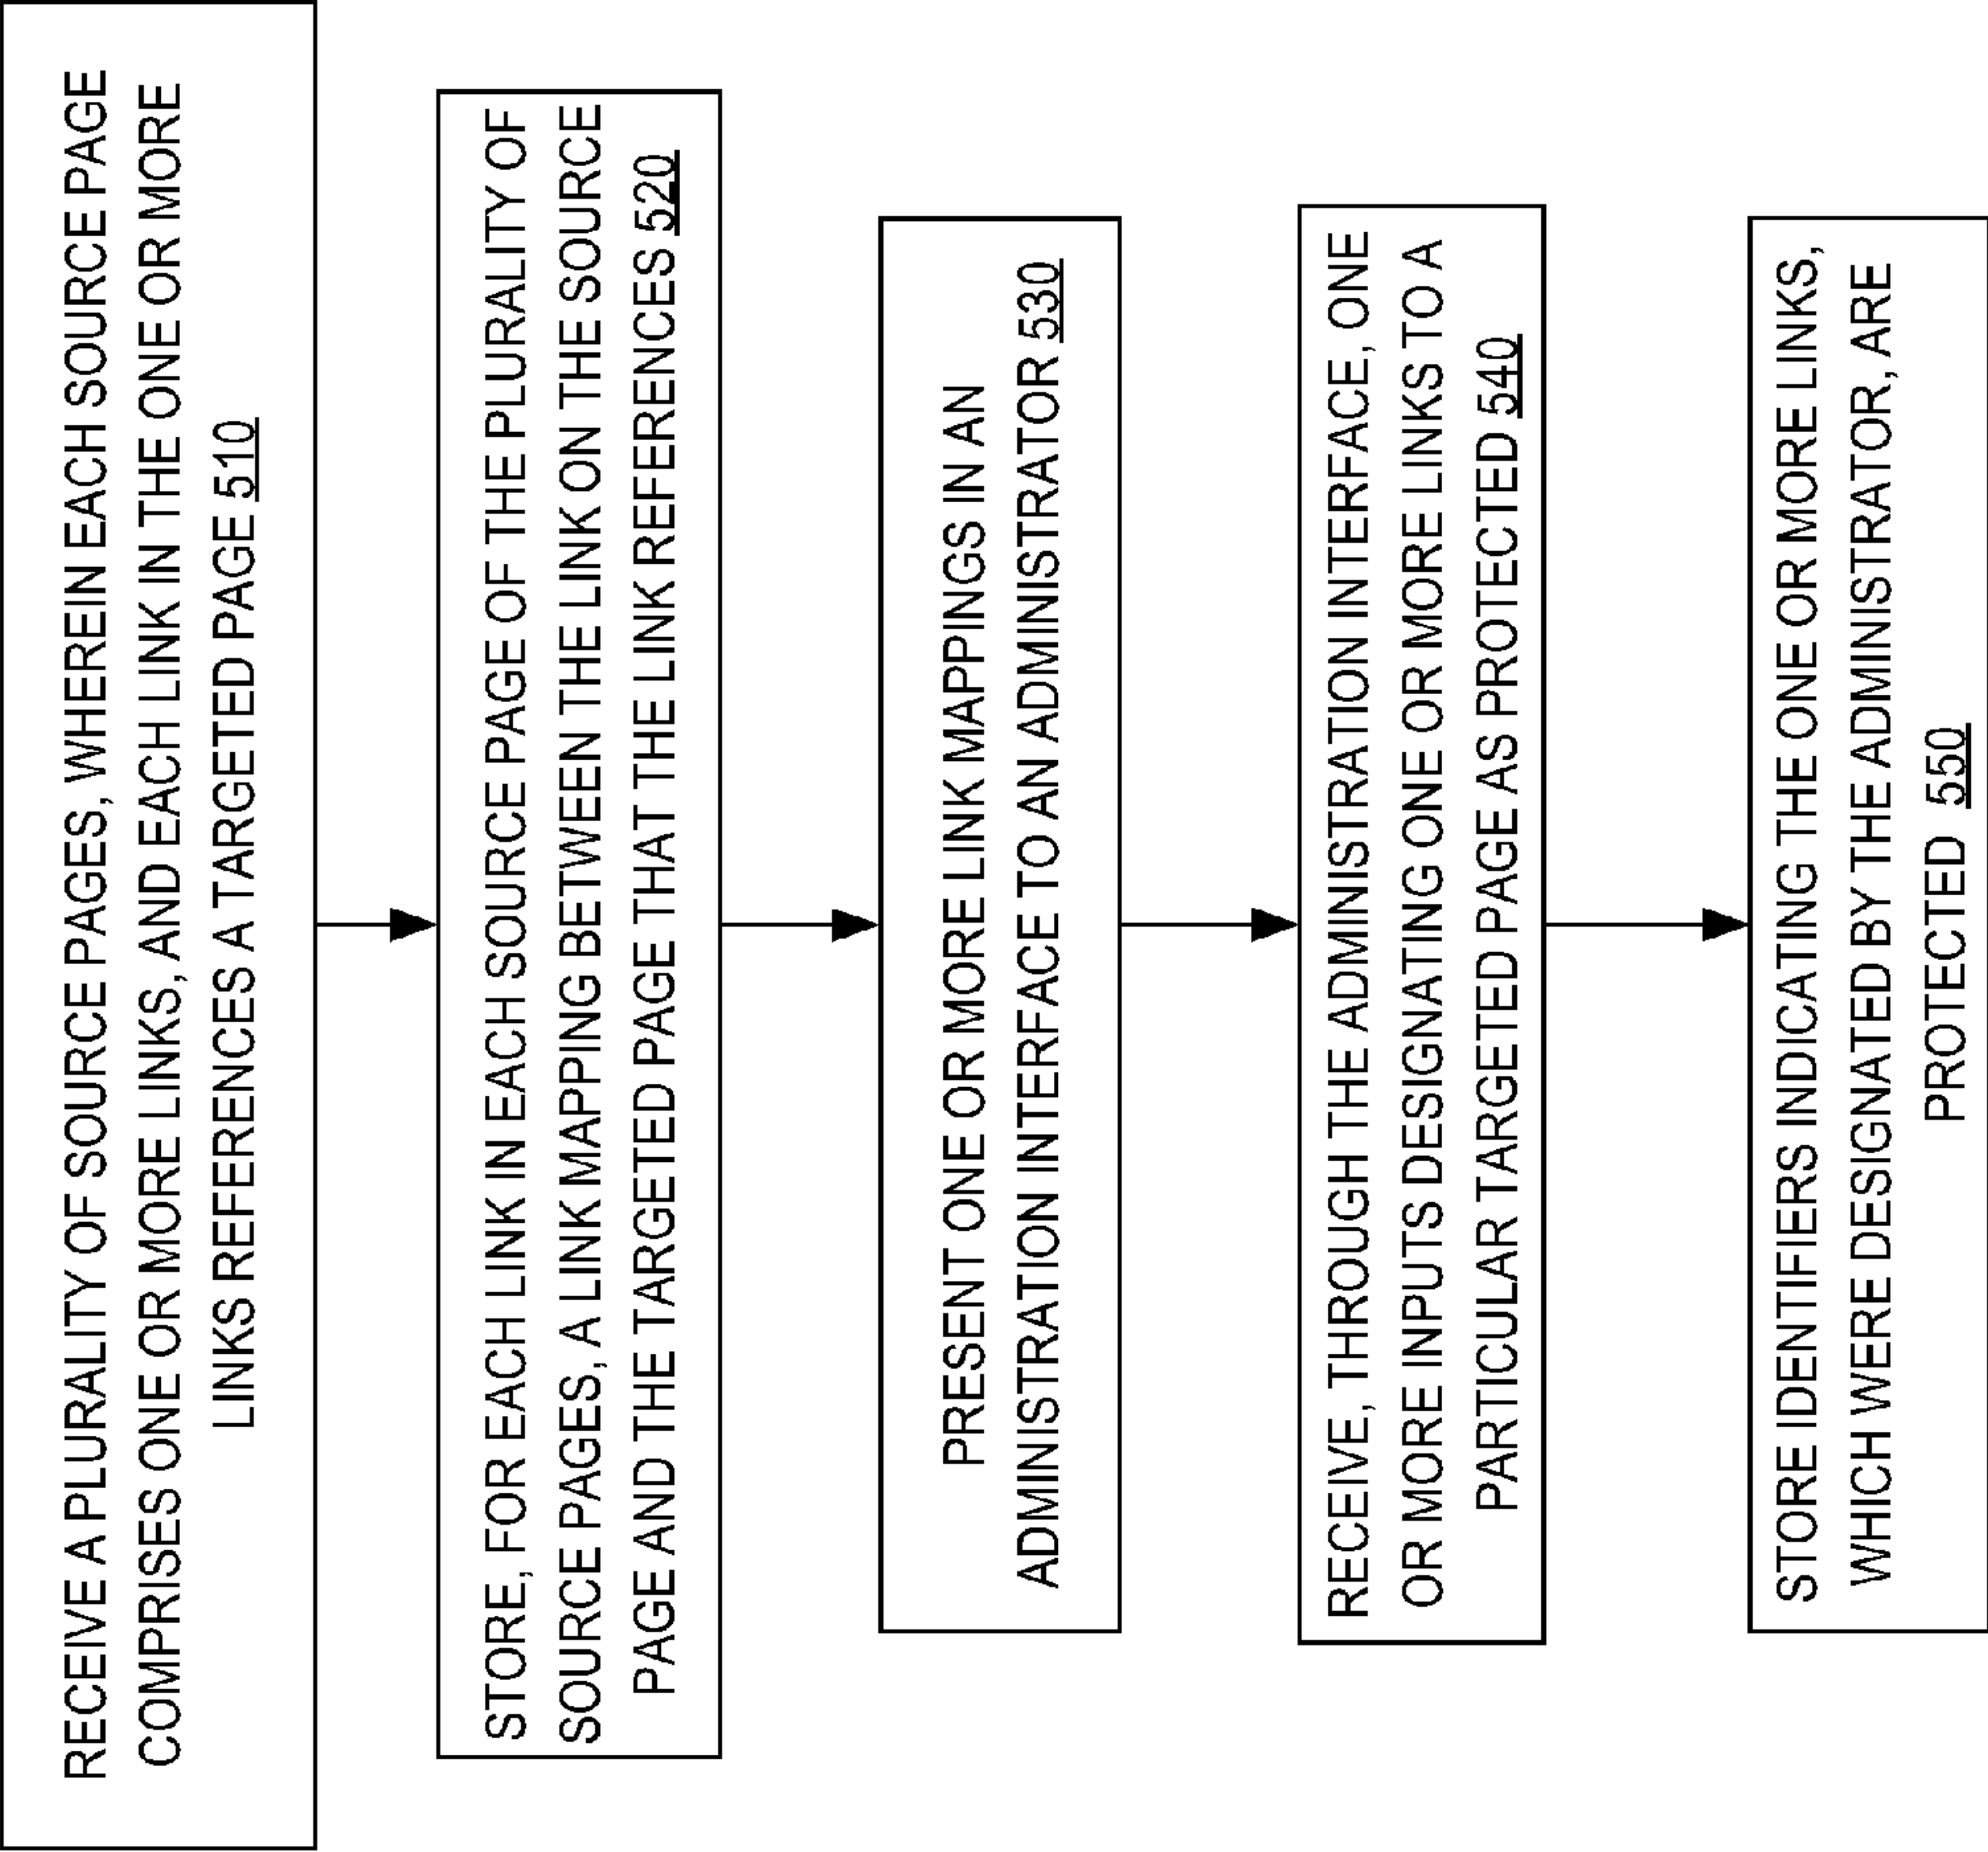 RECEIVE A PLURALITY OF SOURCE PAGES, WHEREIN EACH SOURCE PAGE
COMPRISES ONE OR MORE LINKS, AND EACH LINK IN THE ONE OR MORE
LINKS REFERENCES A TARGETED PAGE 510
STORE, FOR EACH LINK IN EACH SOURCE PAGE OF THE PLURALITY OF
SOURCE PAGES, A LINK MAPPING BETWEEN THE LINK ON THE SOURCE
PAGE AND THE TARGETED PAGE THAT THE LINK REFERENCES 520
PRESENT ONE OR MORE LINK MAPPINGS IN AN
ADMINISTRATION INTERFACE TO AN ADMINISTRATOR 530
RECEIVE, THROUGH THE ADMINISTRATION INTERFACE, ONE
OR MORE INPUTS DESIGNATING ONE OR MORE LINKS TO A
PARTICULAR TARGETED PAGE AS PROTECTED 540
STORE IDENTIFIERS INDICATING THE ONE OR MORE LINKS,
WHICH WERE DESIGNATED BY THE ADMINISTRATOR, ARE
PROTECTED 550